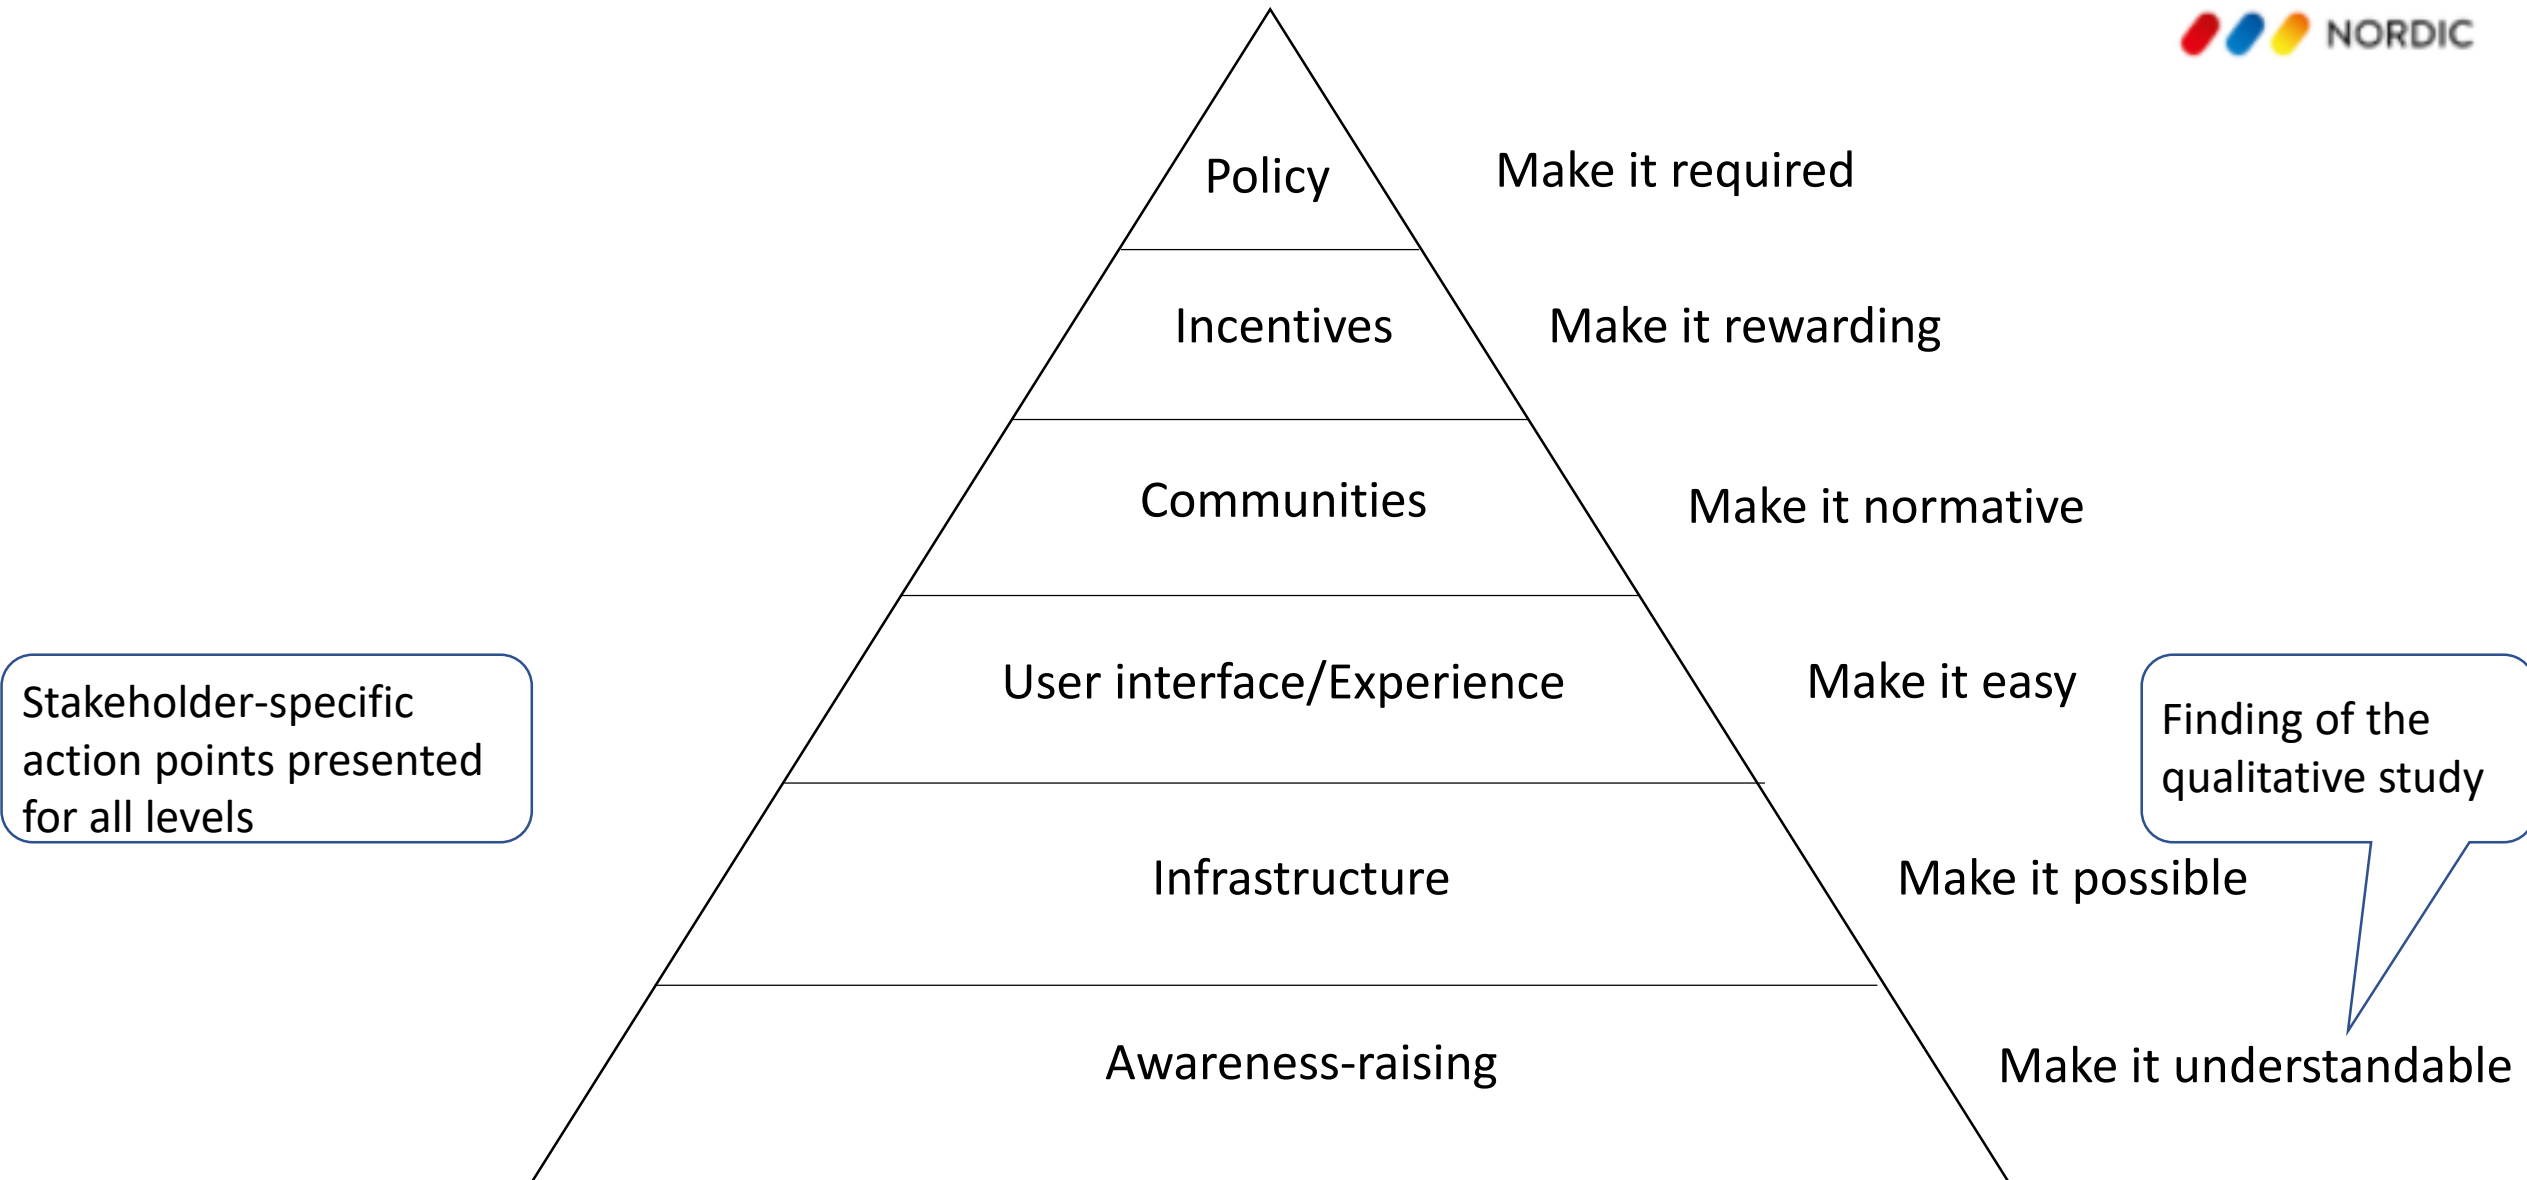 NORDIC
Policy
Make it required
Incentives
Make it rewarding
Communities
Make it normative
User interface/Experience
Make it easy
Stakeholder-specific
action points presented
for all levels
Finding of the
qualitative study
Infrastructure
Make it possible
Awareness-raising
Make it understandable